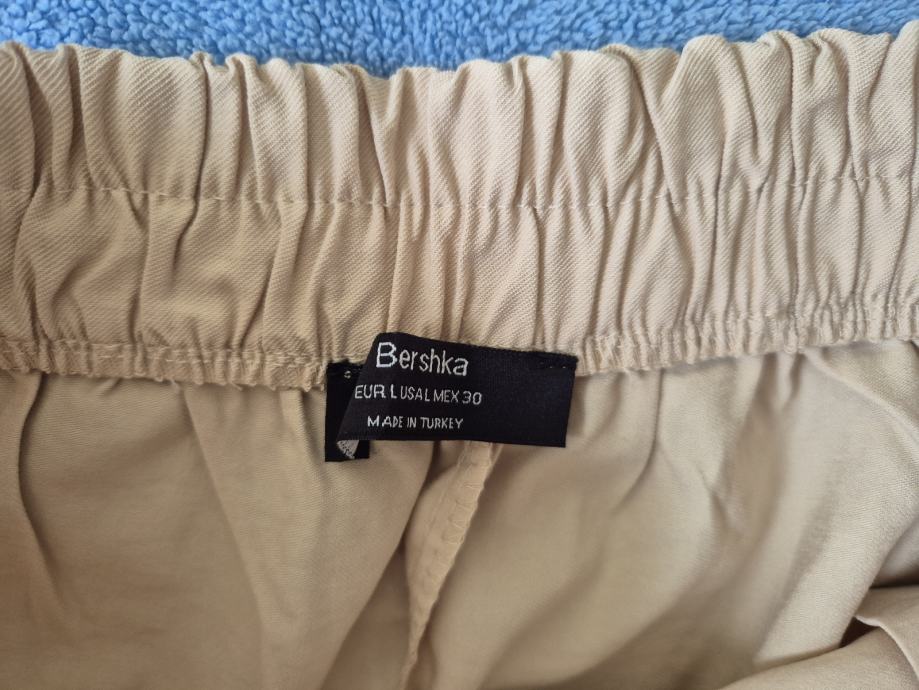 Bershka
EUR L USA L MEX 30
MADE IN TURKEY